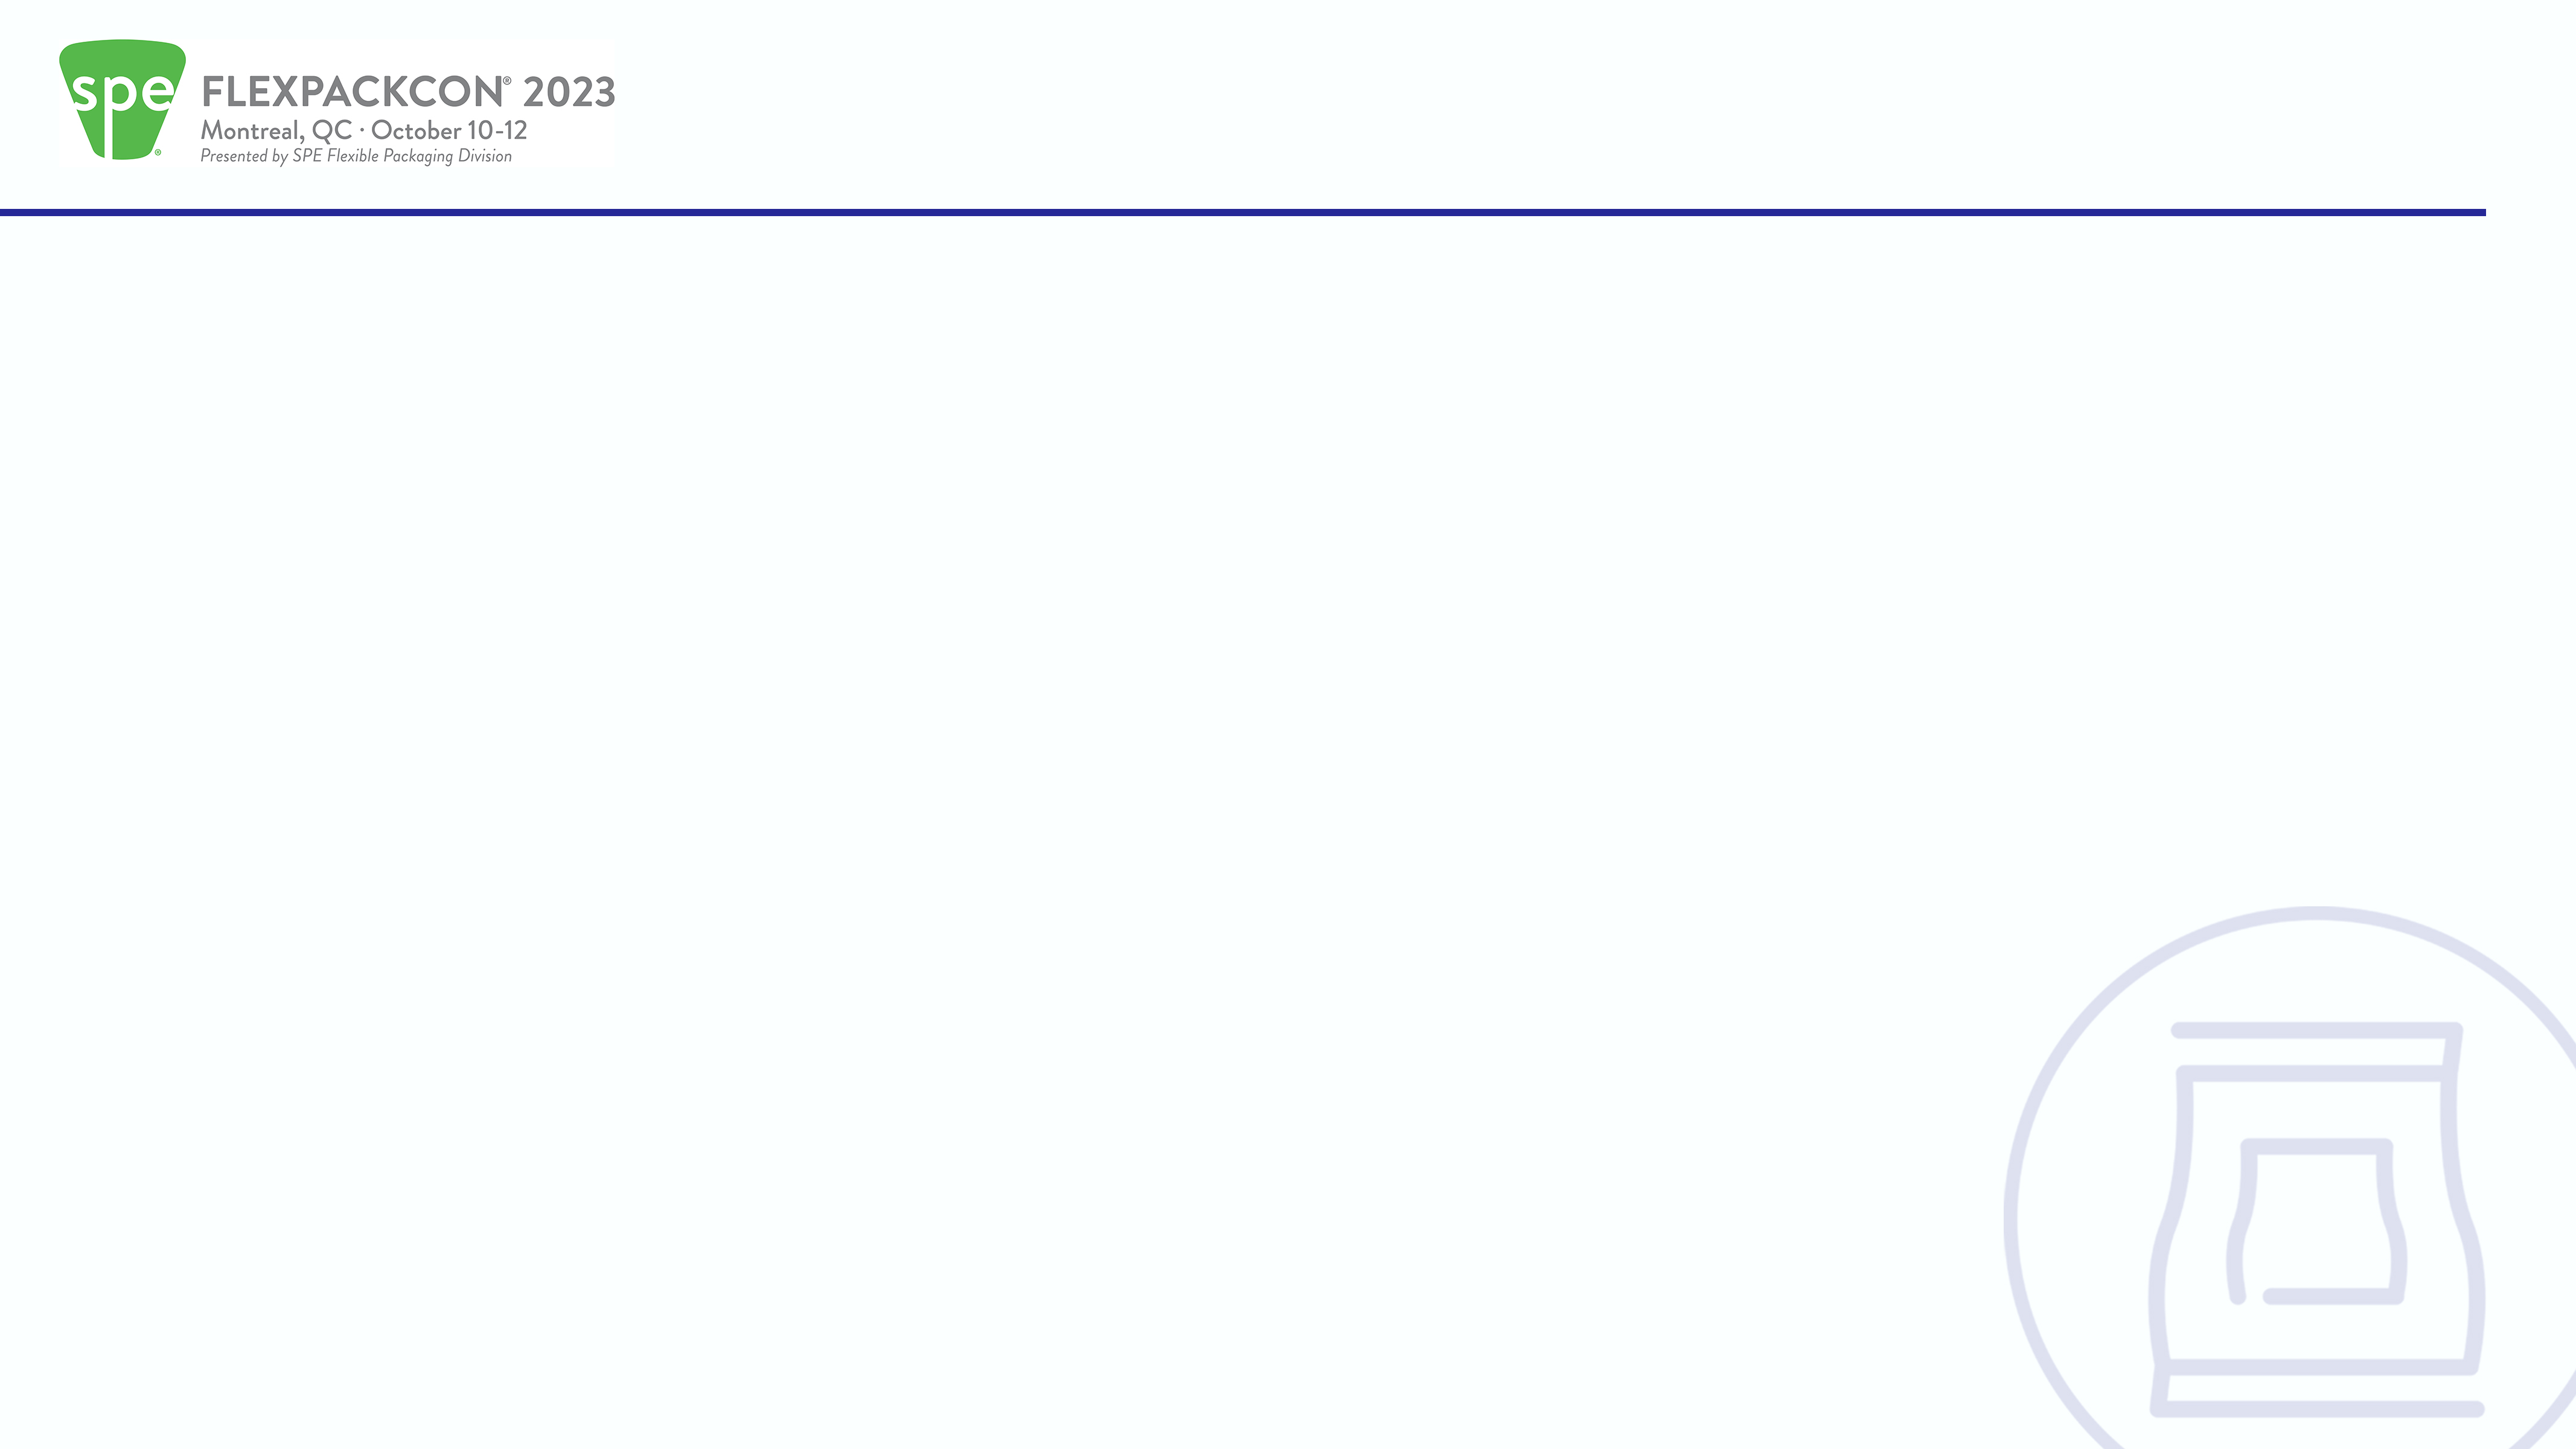 spe®
FLEXPACKCON® 2023
Montreal, QC · October 10-12
Presented by SPE Flexible Packaging Division